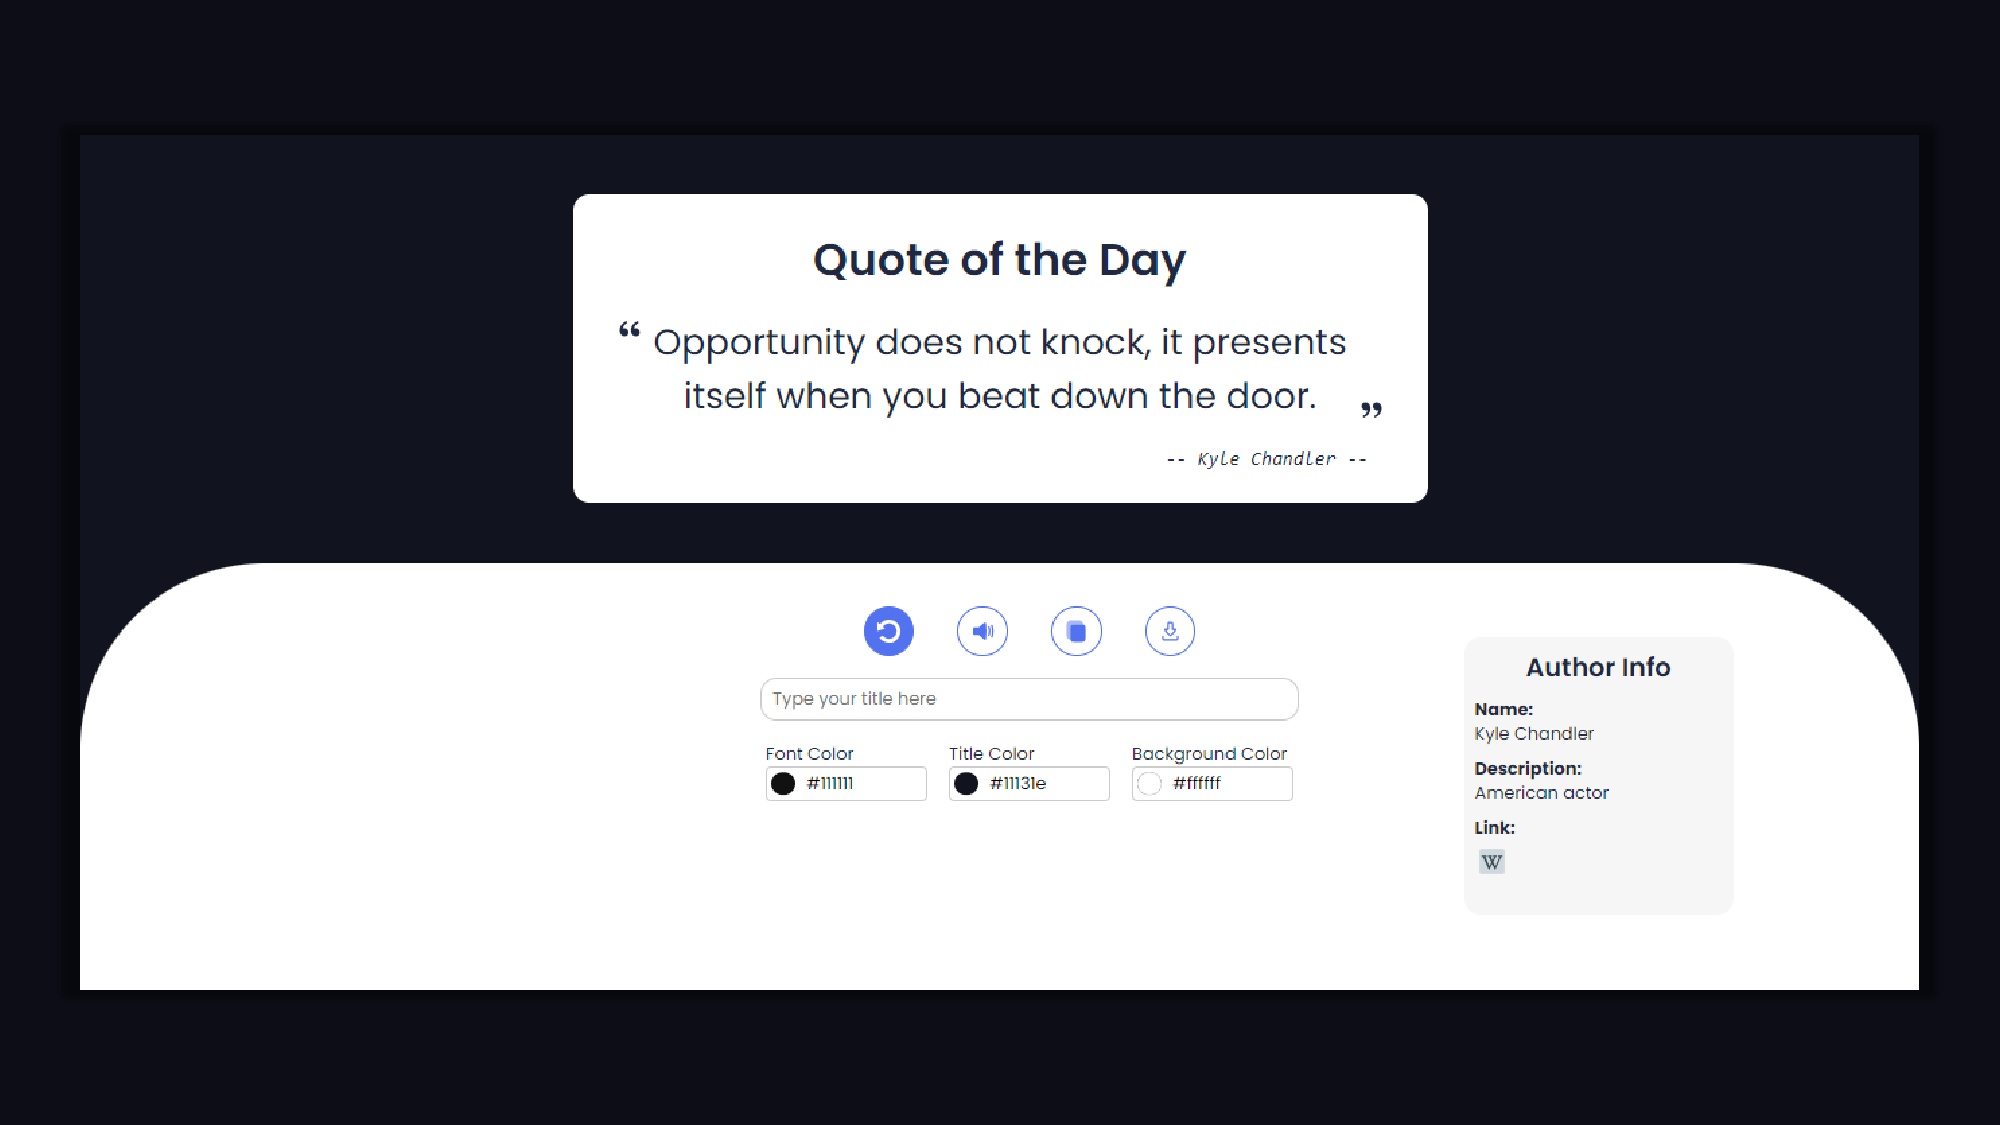 Quote of the Day
“ Opportunity does not knock, it presents
itself when you beat down the door. ”
-- Kyle Chandler --
Type your title here
Font Color
#111111
Title Color
#11131e
Background Color
#ffffff
Author Info
Name:
Kyle Chandler
Description:
American actor
Link:
W